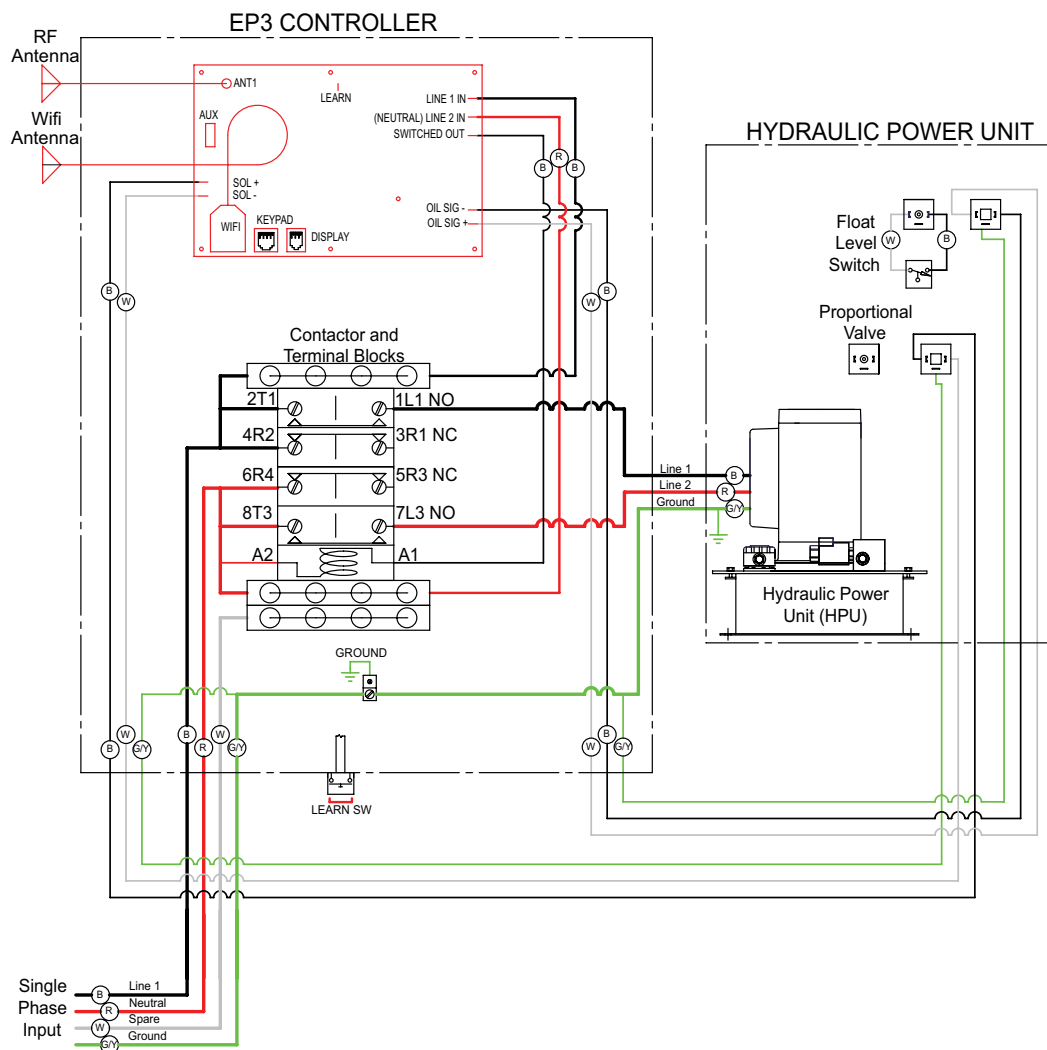 EP3 CONTROLLER
RF
Antenna
Wifi
Antenna
ANT1
LEARN
AUX
LINE 1 IN
(NEUTRAL) LINE 2 IN
SWITCHED OUT
SOL +
SOL -
WIFI
KEYPAD
DISPLAY
OIL SIG -
OIL SIG +
B
R
B
B
W
W
B
HYDRAULIC POWER UNIT
Float
Level
Switch
W
B
Proportional
Valve
Contactor and
Terminal Blocks
2T1
1L1 NO
4R2
3R1 NC
6R4
5R3 NC
8T3
7L3 NO
A2
A1
Line 1
B
Line 2
R
Ground
G/Y
Hydraulic Power
Unit (HPU)
GROUND
B
W
G/Y
B
R
W
G/Y
W
B
G/Y
LEARN SW
Single
Phase
Input
B
Line 1
R
Neutral
W
Spare
G/Y
Ground